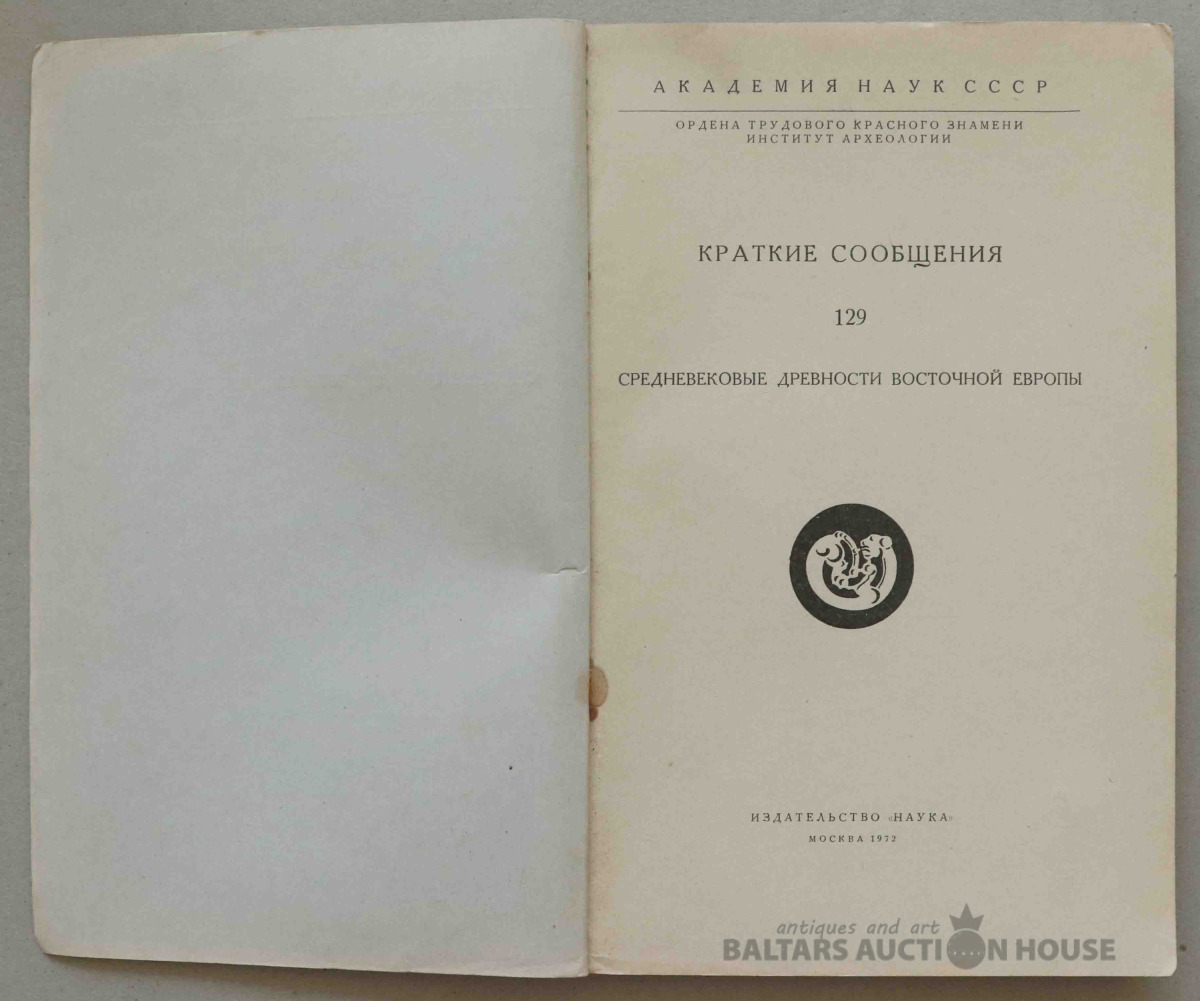 АКАДЕМИЯ НАУК СССР
ОРДЕНА ТРУДОВОГО КРАСНОГО ЗНАМЕНИ
ИНСТИТУТ АРХЕОЛОГИИ
КРАТКИЕ СООБЩЕНИЯ
129
СРЕДНЕВЕКОВЫЕ ДРЕВНОСТИ ВОСТОЧНОЙ ЕВРОПЫ
ИЗДАТЕЛЬСТВО «НАУКА»
МОСКВА 1972
antiques and art
BALTARS AUCTION HOUSE